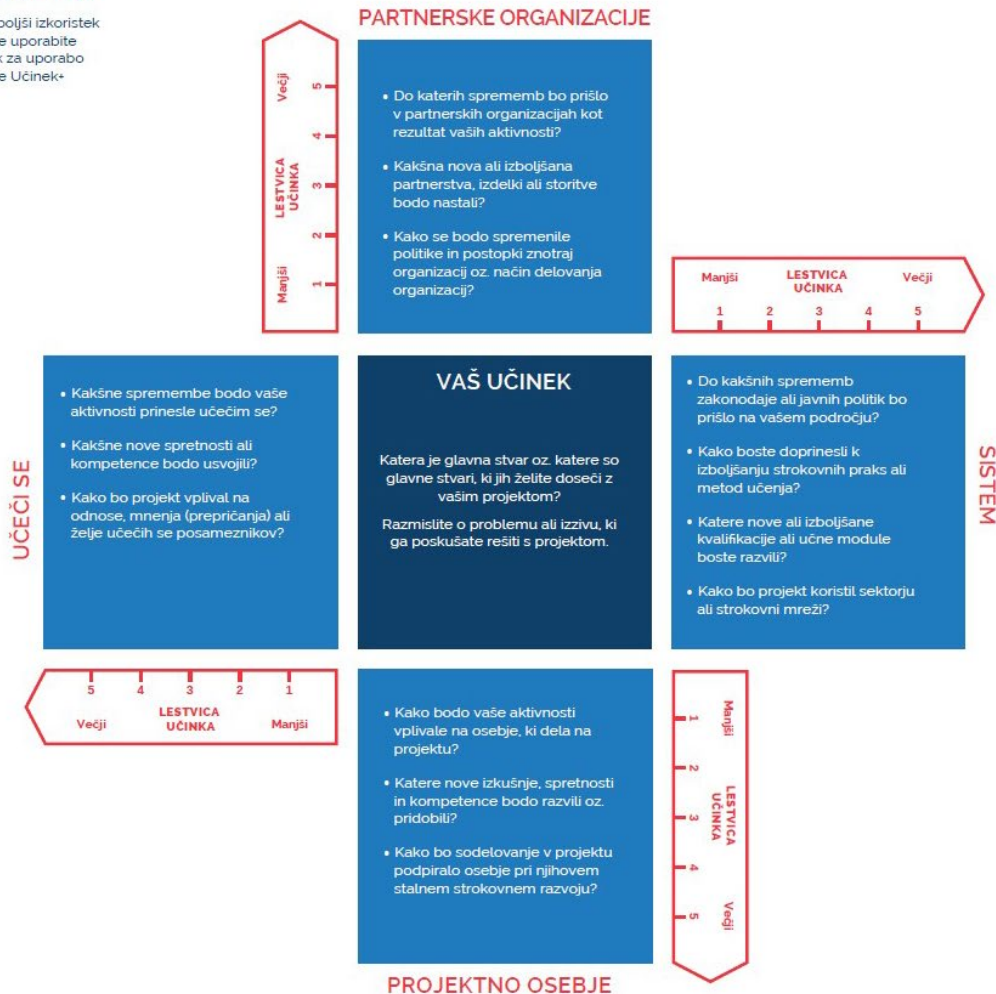 boljši izkoristek
e uporabite
k za uporabo
e Učinek+
PARTNERSKE ORGANIZACIJE
Večji
LESTVICA
UČINKA
Manjši
5
4
3
2
1
• Do katerih sprememb bo prišlo
v partnerskih organizacijah kot
rezultat vaših aktivnosti?
• Kakšna nova ali izboljšana
partnerstva, izdelki ali storitve
bodo nastali?
• Kako se bodo spremenile
politike in postopki znotraj
organizacij oz. način delovanja
organizacij?
Manjši
LESTVICA
UČINKA
Večji
1 2 3 4 5
UČEČI SE
• Kakšne spremembe bodo vaše
aktivnosti prinesle učečim se?
• Kakšne nove spretnosti ali
kompetence bodo usvojili?
• Kako bo projekt vplival na
odnose, mnenja (prepričanja) ali
želje učečih se posameznikov?
VAŠ UČINEK
Katera je glavna stvar oz. katere so
glavne stvari, ki jih želite doseči z
vašim projektom?
Razmislite o problemu ali izzivu, ki
ga poskušate rešiti s projektom.
• Do kakšnih sprememb
zakonodaje ali javnih politik bo
prišlo na vašem področju?
• Kako boste doprinesli k
izboljšanju strokovnih praks ali
metod učenja?
• Katere nove ali izboljšane
kvalifikacije ali učne module
boste razvili?
• Kako bo projekt koristil sektorju
ali strokovni mreži?
SISTEM
5 4 3 2 1
Večji
LESTVICA
UČINKA
Manjši
• Kako bodo vaše aktivnosti
vplivale na osebje, ki dela na
projektu?
• Katere nove izkušnje, spretnosti
in kompetence bodo razvili oz.
pridobili?
• Kako bo sodelovanje v projektu
podpiralo osebje pri njihovem
stalnem strokovnem razvoju?
1
2
3
4
5
Manjši
LESTVICA
UČINKA
Večji
PROJEKTNO OSEBJE